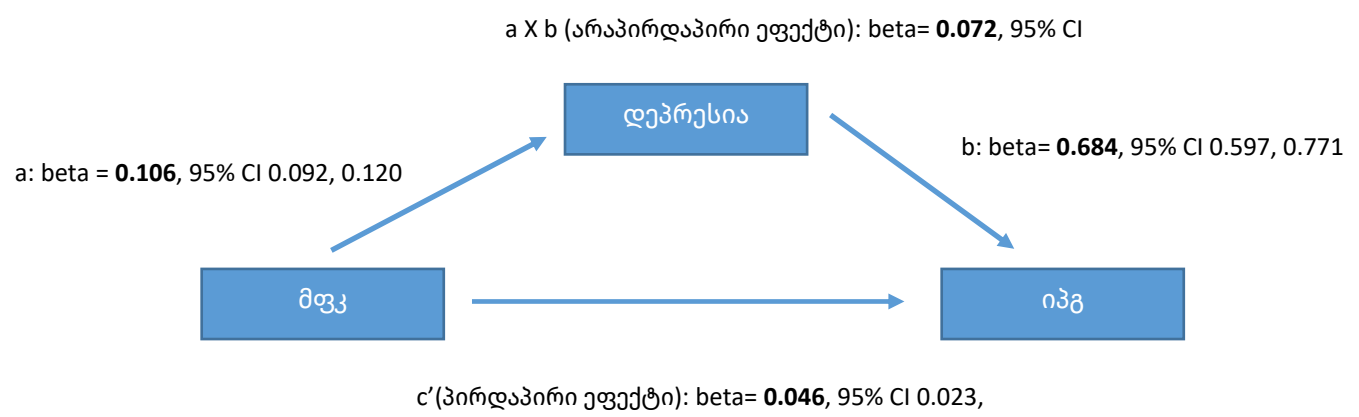 a X b (არაპირდაპირი ეფექტი): beta= 0.072, 95% CI
დეპრესია
b: beta= 0.684, 95% CI 0.597, 0.771
a: beta = 0.106, 95% CI 0.092, 0.120
მფკ
იპგ
c’(პირდაპირი ეფექტი): beta= 0.046, 95% CI 0.023,